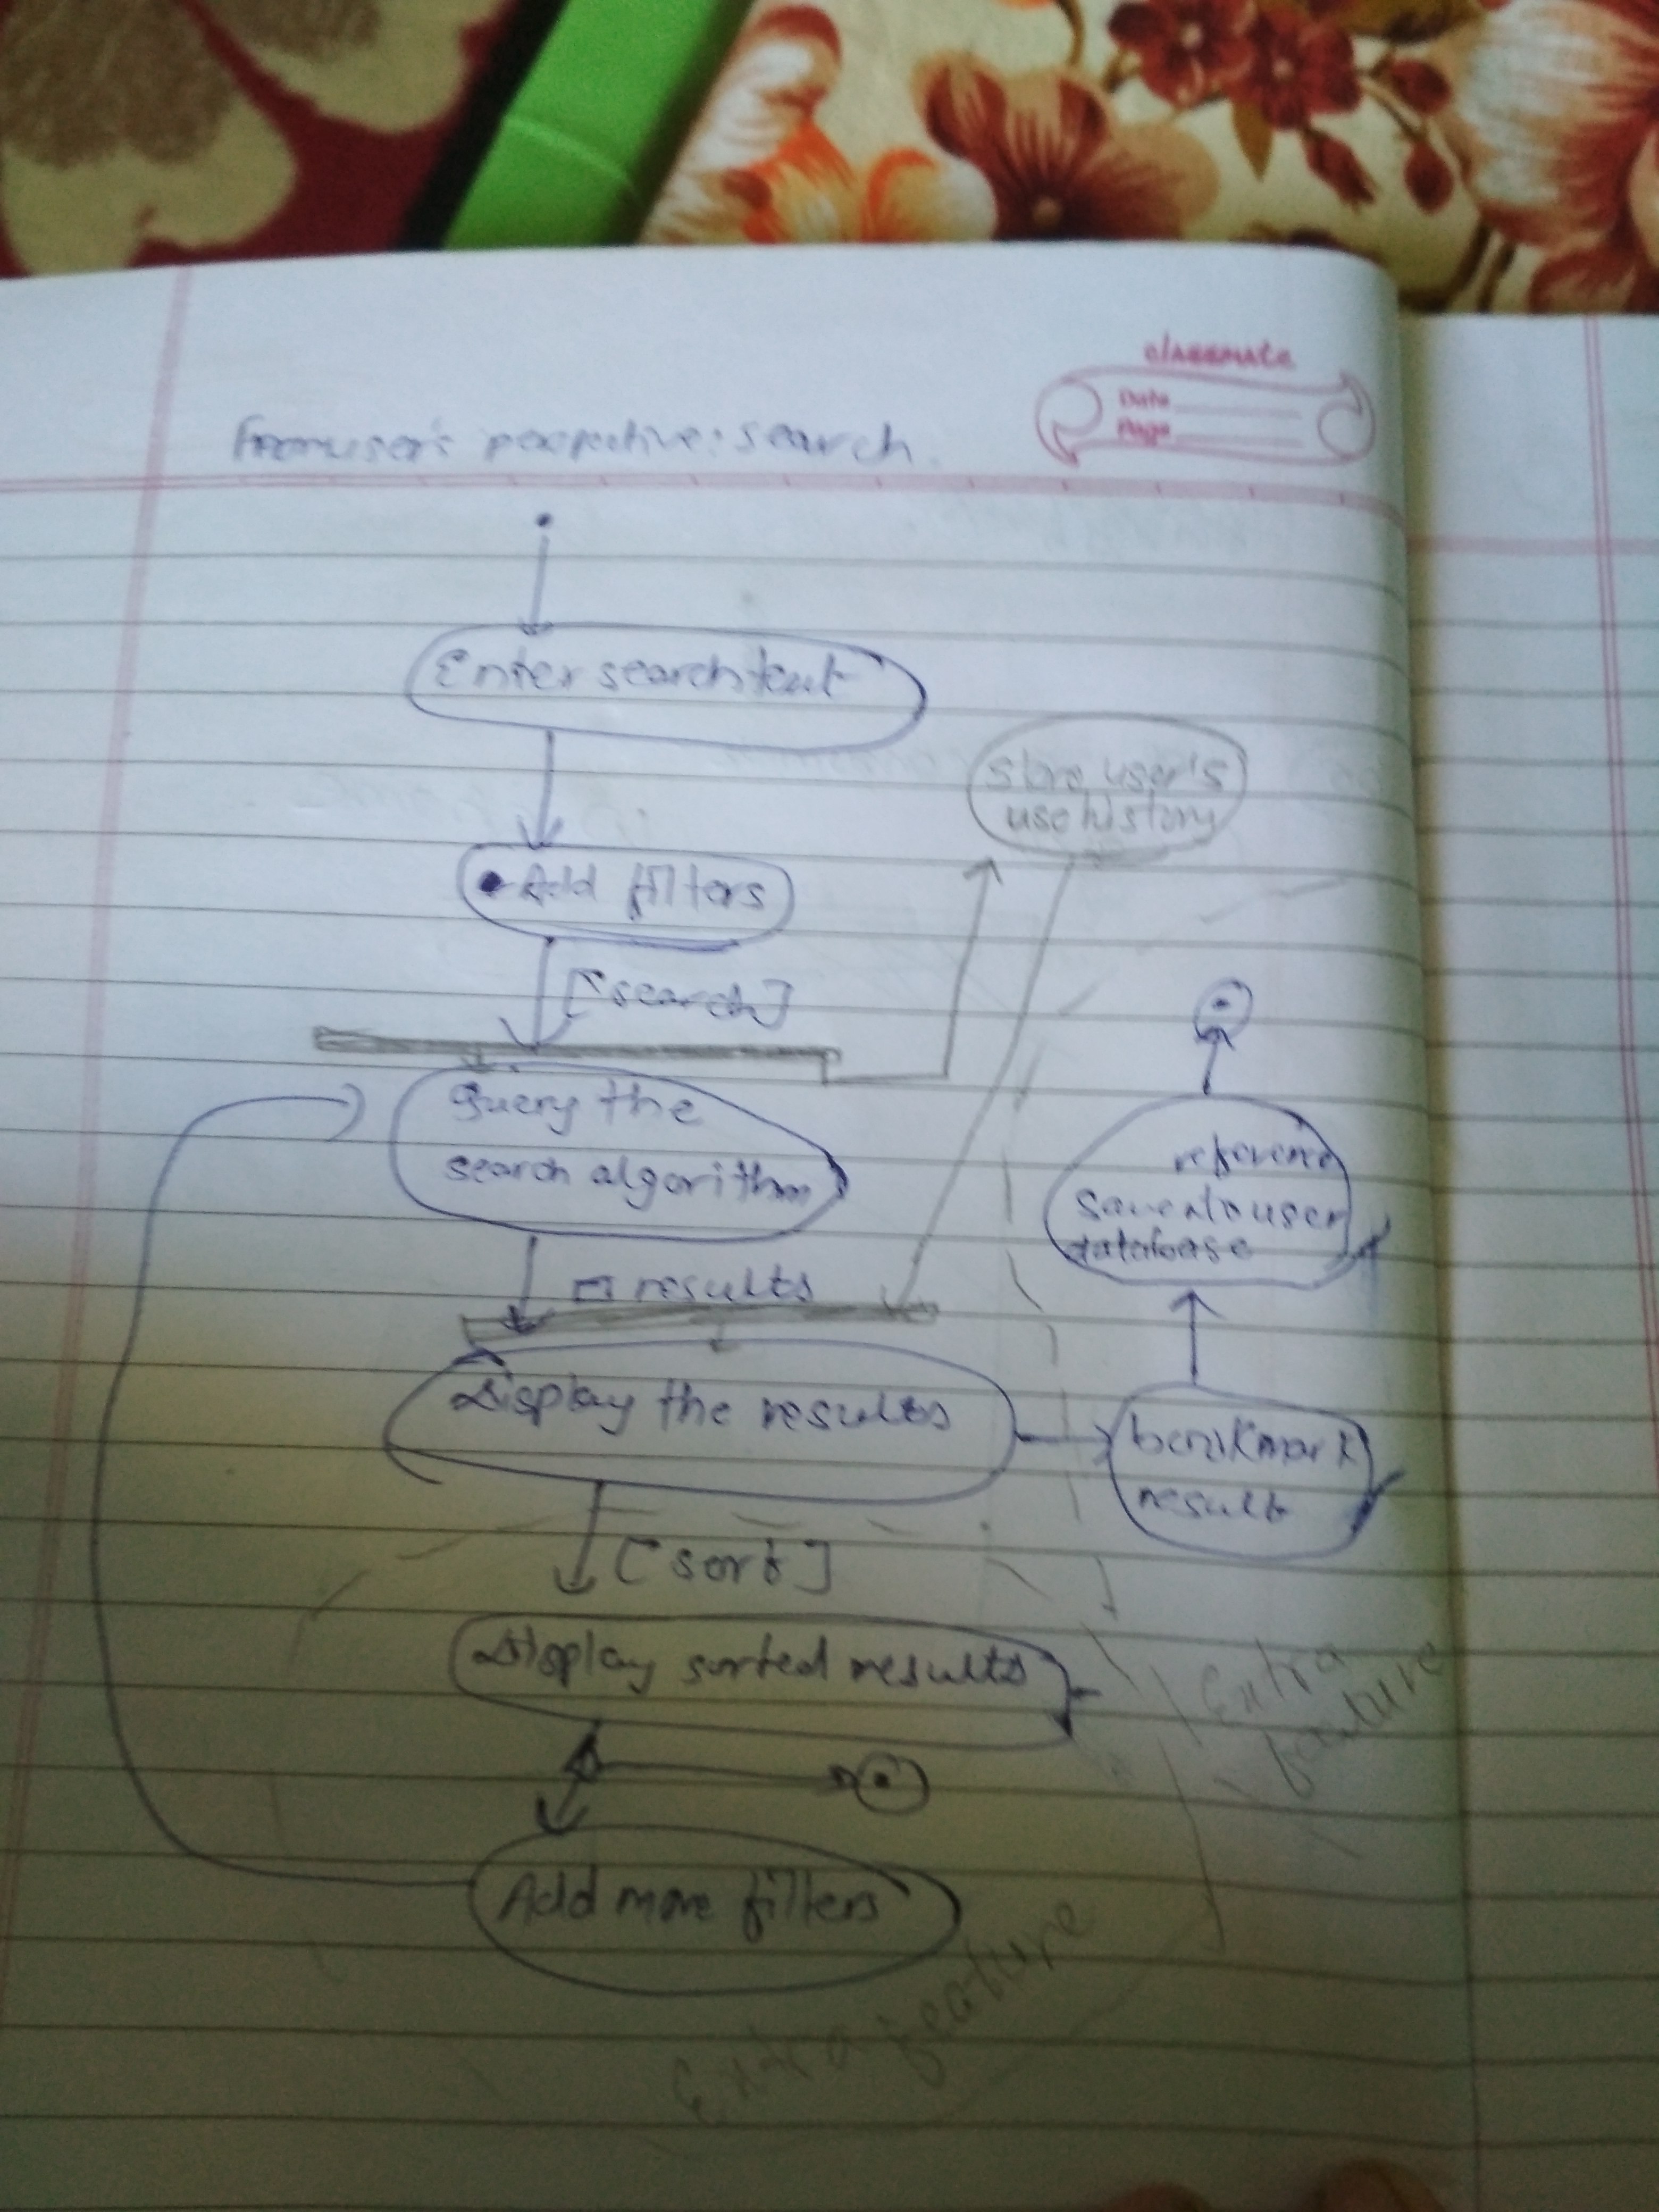 classmate
Date
Page
From user's perspective: search.
Enter search text
store user's
use history
Add filters
[search]
Query the
search algorithm
reference
saved to user
database
results
Display the results
bookmark
result
[sort]
Display sorted results
Extra
feature
Add more filters
Extra feature